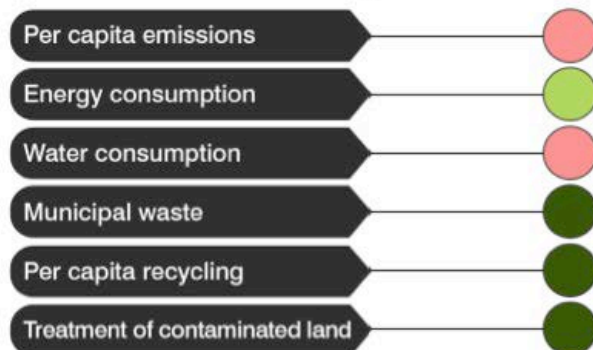 Per capita emissions
Energy consumption
Water consumption
Municipal waste
Per capita recycling
Treatment of contaminated land